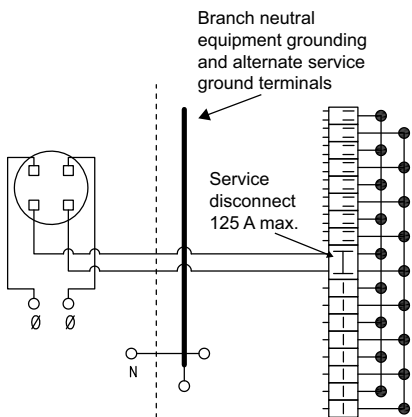 Branch neutral
equipment grounding
and alternate service
ground terminals
Service
disconnect
125 A max.
Ø Ø
N